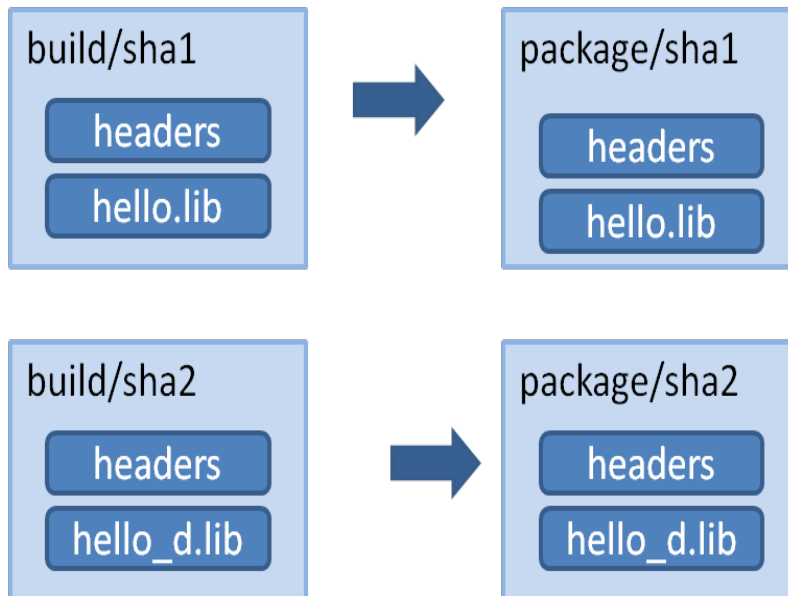 build/sha1
headers
hello.lib
package/sha1
headers
hello.lib
build/sha2
headers
hello_d.lib
package/sha2
headers
hello_d.lib